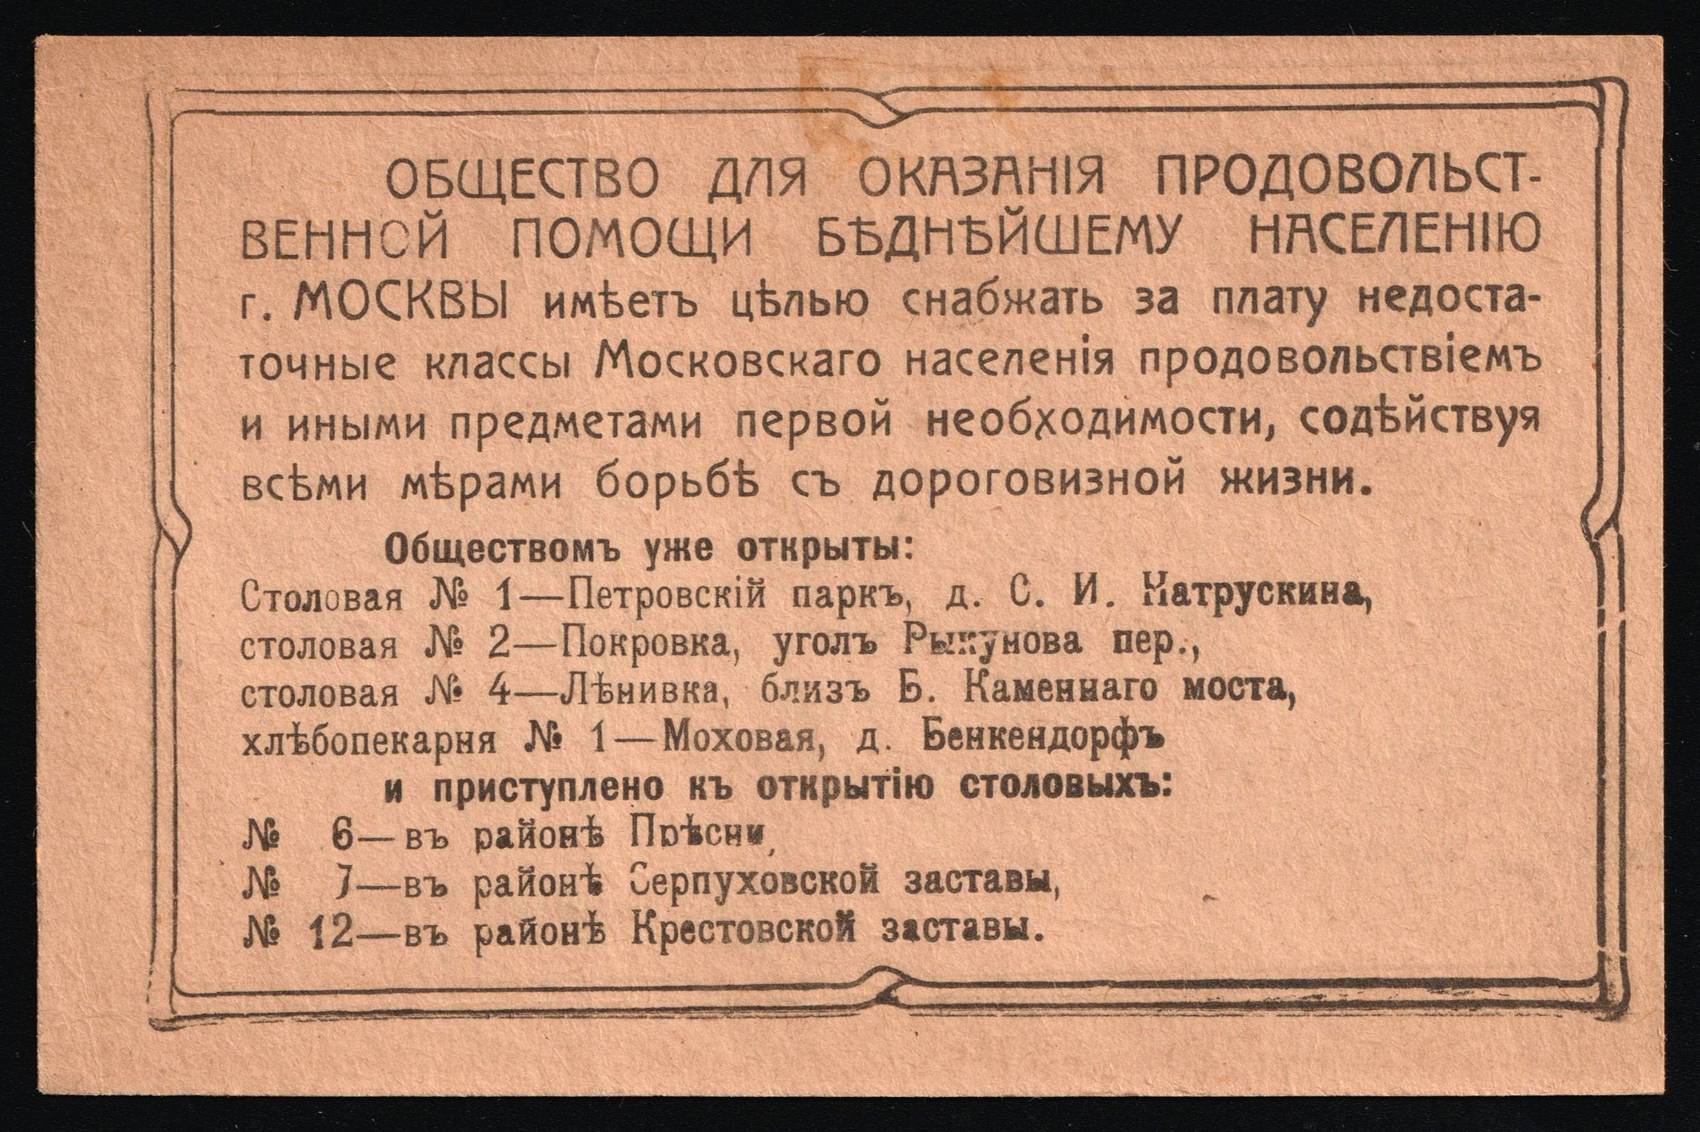 ОБЩЕСТВО ДЛЯ ОКАЗАНІЯ ПРОДОВОЛЬСТ-
ВЕННОЙ ПОМОЩИ БѢДНѢЙШЕМУ НАСЕЛЕНІЮ
г. МОСКВЫ имѣетъ цѣлью снабжать за плату недоста-
точные классы Московскаго населенія продовольствіемъ
и иными предметами первой необходимости, содѣйствуя
всѣми мѣрами борьбѣ съ дороговизной жизни.
Обществомъ уже открыты:
Столовая № 1—Петровскій паркъ, д. С. И. Катрускина,
столовая № 2—Покровка, уголъ Рыкунова пер.,
столовая № 4—Лѣнивка, близъ Б. Каменнаго моста,
хлѣбопекарня № 1—Моховая, д. Бенкендорфъ
и приступлено къ открытію столовыхъ:
№ 6—въ районѣ Прѣсни,
№ 7—въ районѣ Серпуховской заставы,
№ 12—въ районѣ Крестовской заставы.